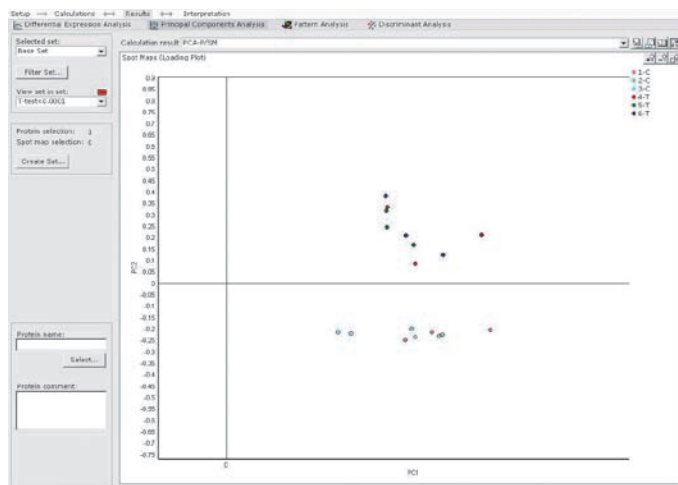 Setup Calculations Results Interpretation
Differential Expression Analysis Principal Components Analysis Pattern Analysis Discriminant Analysis
Selected set:
Base Set
Filter Set...
View set in set:
T-test<0.0001
Protein selection: 1
Spot map selection: 0
Create Set...
Protein name:
Select...
Protein comment:
Calculation result
Spot Maps (Loading Plot)
1-C
2-C
3-C
4-T
5-T
6-T
0.9
0.85
0.8
0.75
0.7
0.65
0.6
0.55
0.5
0.45
0.4
0.35
0.3
0.25
0.2
0.15
0.1
0.05
0
-0.05
-0.1
-0.15
-0.2
-0.25
-0.3
-0.35
-0.4
-0.45
-0.5
-0.55
-0.6
-0.65
-0.7
-0.75
PC2
0
PC1